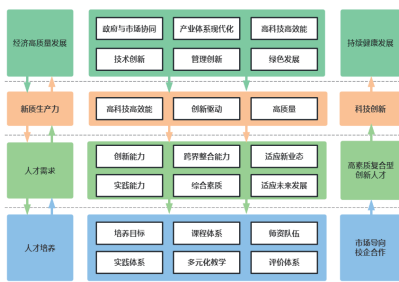 经济高质量发展
政府与市场协同
产业体系现代化
高科技高效能
持续健康发展
技术创新
管理创新
绿色发展
新质生产力
高科技高效能
创新驱动
高质量
科技创新
人才需求
创新能力
跨界整合能力
适应新业态
高素质复合型
创新人才
实践能力
综合素质
适应未来发展
人才培养
培养目标
课程体系
师资队伍
市场导向
校企合作
实践体系
多元化教学
评价体系